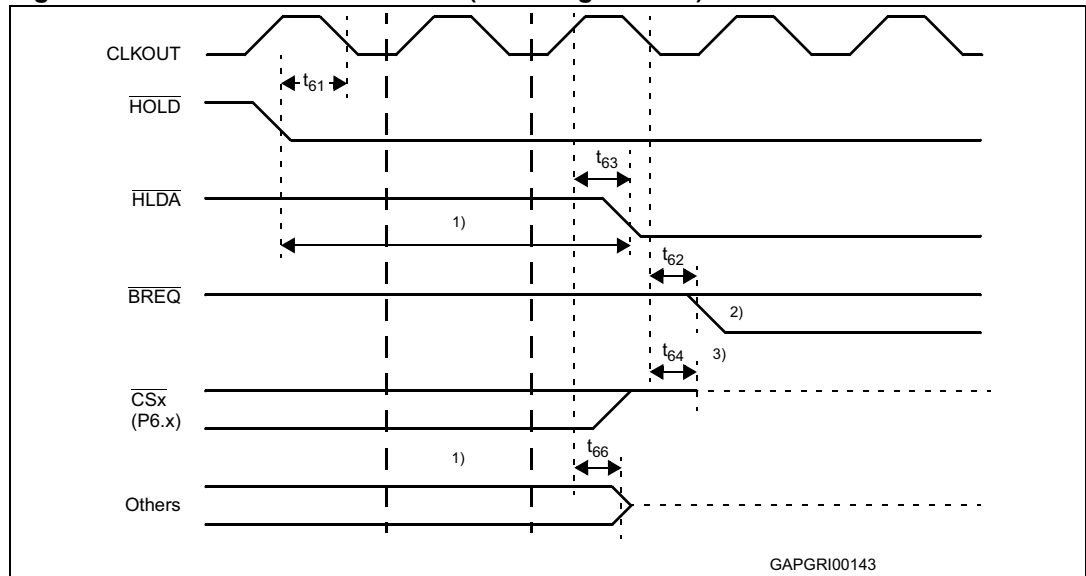 CLKOUT
t61
HOLD
t63
HLDA
1)
t62
BREQ
2)
t64
3)
CSx
(P6.x)
1)
t66
Others
GAPGRI00143